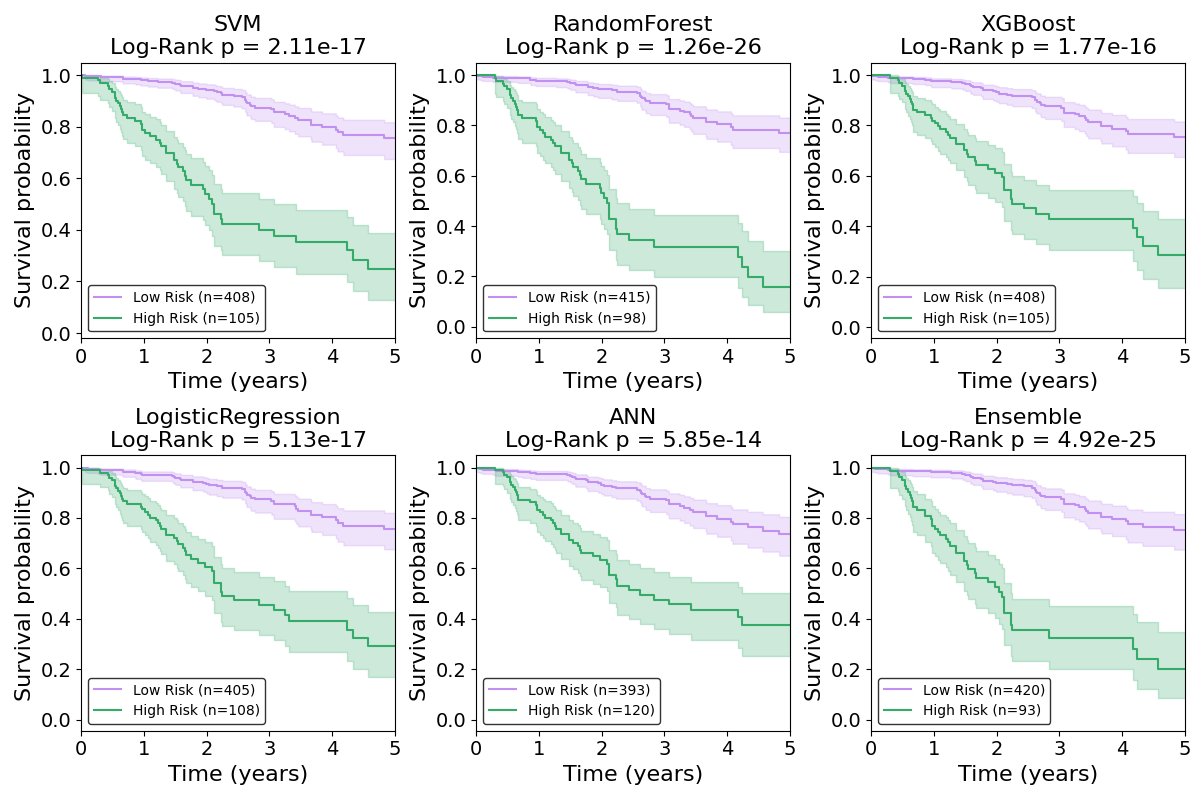 SVM
Log-Rank p = 2.11e-17
Survival probability
1.0
0.8
0.6
0.4
0.2
0.0
Low Risk (n=408)
High Risk (n=105)
0 1 2 3 4 5
Time (years)
RandomForest
Log-Rank p = 1.26e-26
Survival probability
1.0
0.8
0.6
0.4
0.2
0.0
Low Risk (n=415)
High Risk (n=98)
0 1 2 3 4 5
Time (years)
XGBoost
Log-Rank p = 1.77e-16
Survival probability
1.0
0.8
0.6
0.4
0.2
0.0
Low Risk (n=408)
High Risk (n=105)
0 1 2 3 4 5
Time (years)
LogisticRegression
Log-Rank p = 5.13e-17
Survival probability
1.0
0.8
0.6
0.4
0.2
0.0
Low Risk (n=405)
High Risk (n=108)
0 1 2 3 4 5
Time (years)
ANN
Log-Rank p = 5.85e-14
Survival probability
1.0
0.8
0.6
0.4
0.2
0.0
Low Risk (n=393)
High Risk (n=120)
0 1 2 3 4 5
Time (years)
Ensemble
Log-Rank p = 4.92e-25
Survival probability
1.0
0.8
0.6
0.4
0.2
0.0
Low Risk (n=420)
High Risk (n=93)
0 1 2 3 4 5
Time (years)